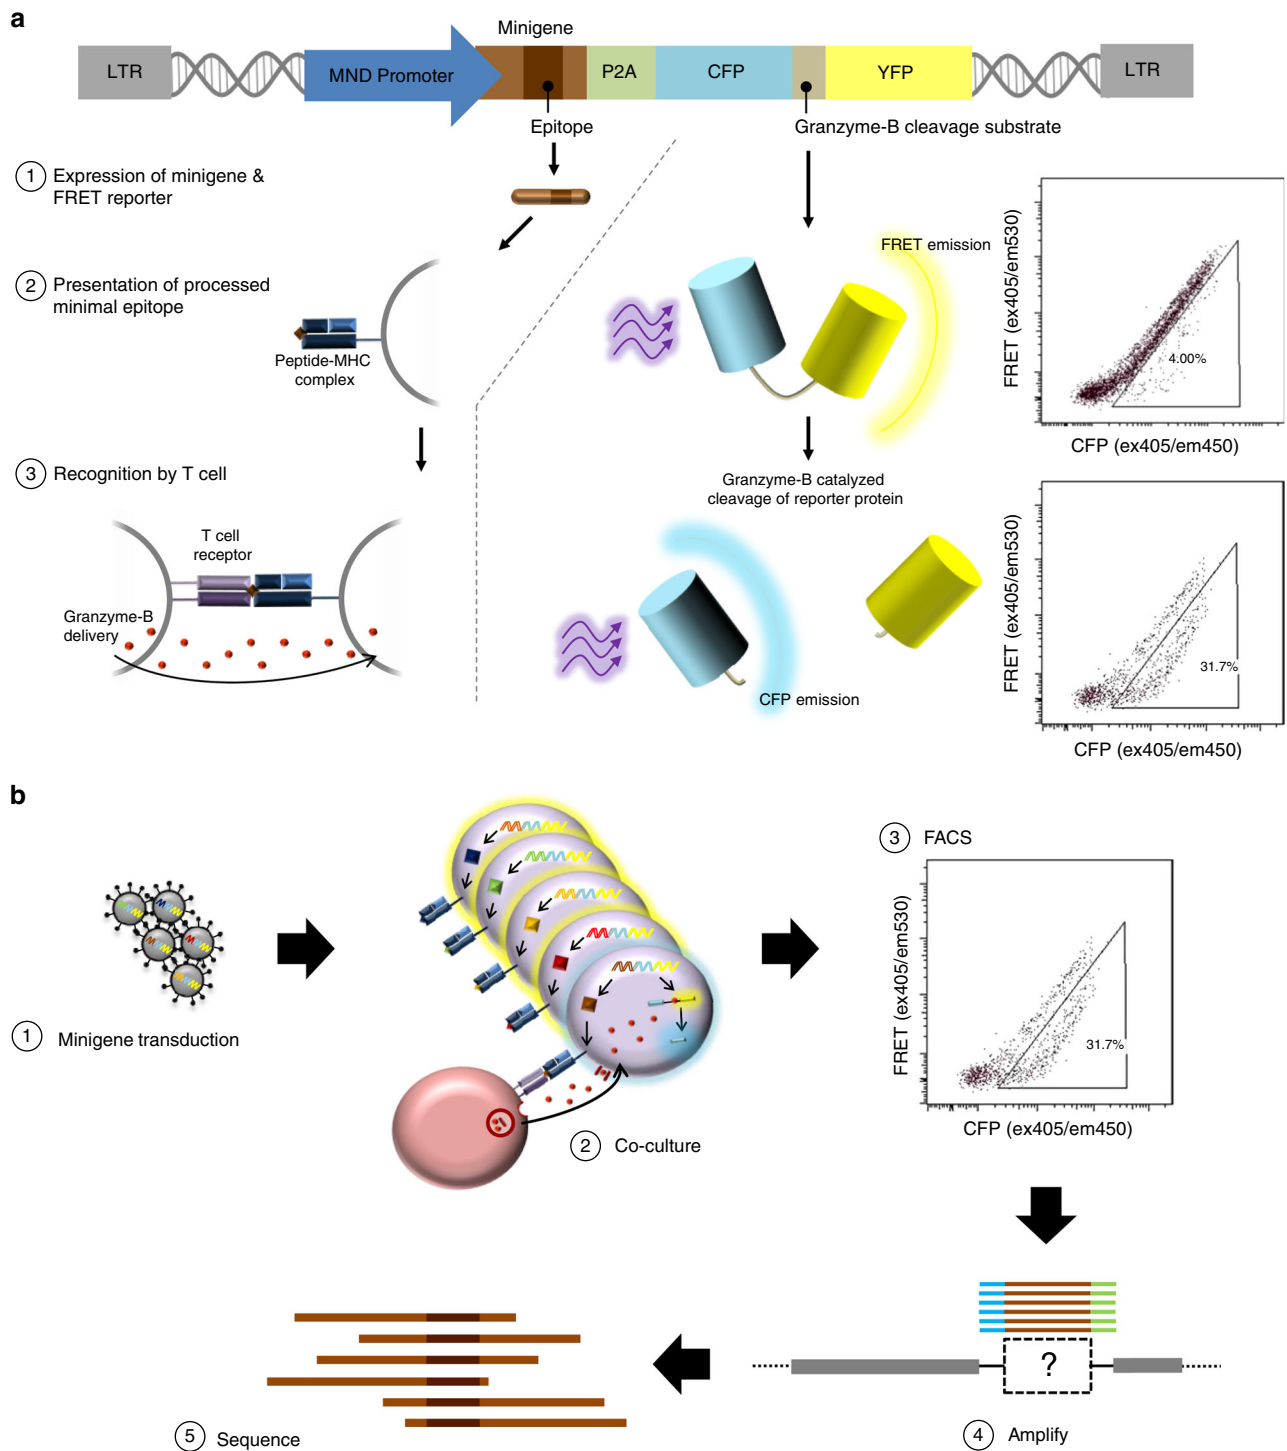 a
Minigene
LTR
MND Promoter
P2A
CFP
YFP
LTR
Epitope
Granzyme-B cleavage substrate
1 Expression of minigene &
FRET reporter
2 Presentation of processed
minimal epitope
Peptide-MHC
complex
3 Recognition by T cell
T cell
receptor
Granzyme-B
delivery
FRET emission
Granzyme-B catalyzed
cleavage of reporter protein
CFP emission
FRET (ex405/em530)
4.00%
CFP (ex405/em450)
FRET (ex405/em530)
31.7%
CFP (ex405/em450)
b
1 Minigene transduction
2 Co-culture
3 FACS
FRET (ex405/em530)
31.7%
CFP (ex405/em450)
?
4 Amplify
5 Sequence